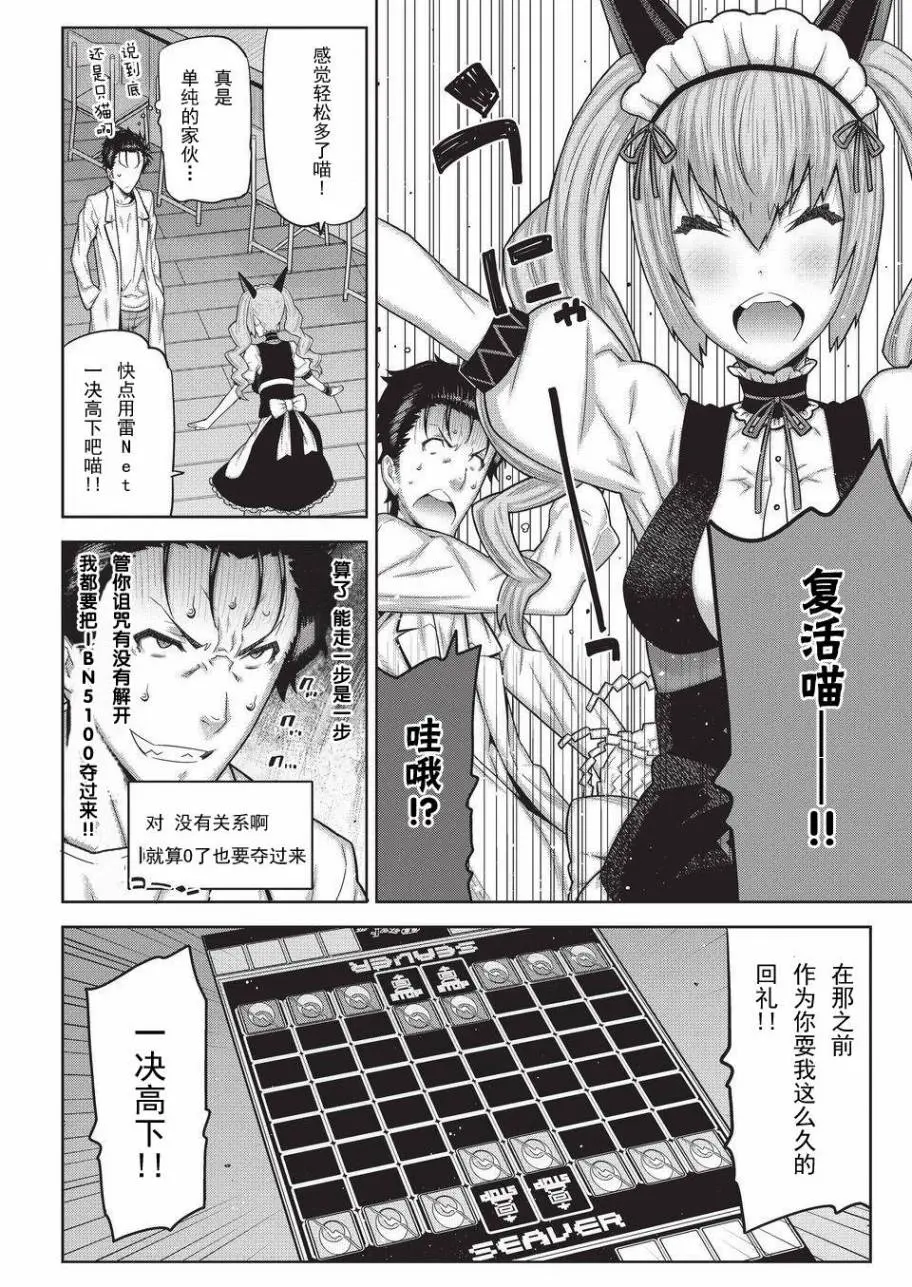 复活喵——!!
哇哦!?
感觉轻松多了喵!
真是
单纯的家伙…
说到底
还是只猫啊
快点用雷Net
一决高下吧喵!!
算了 能走一步是一步
管你诅咒有没有解开
我都要把IBN5100夺过来!!
对 没有关系啊
就算0了也要夺过来
在那之前
作为你耍我这么久的
回礼!!
一决高下!!
SEAVER
SEAVER